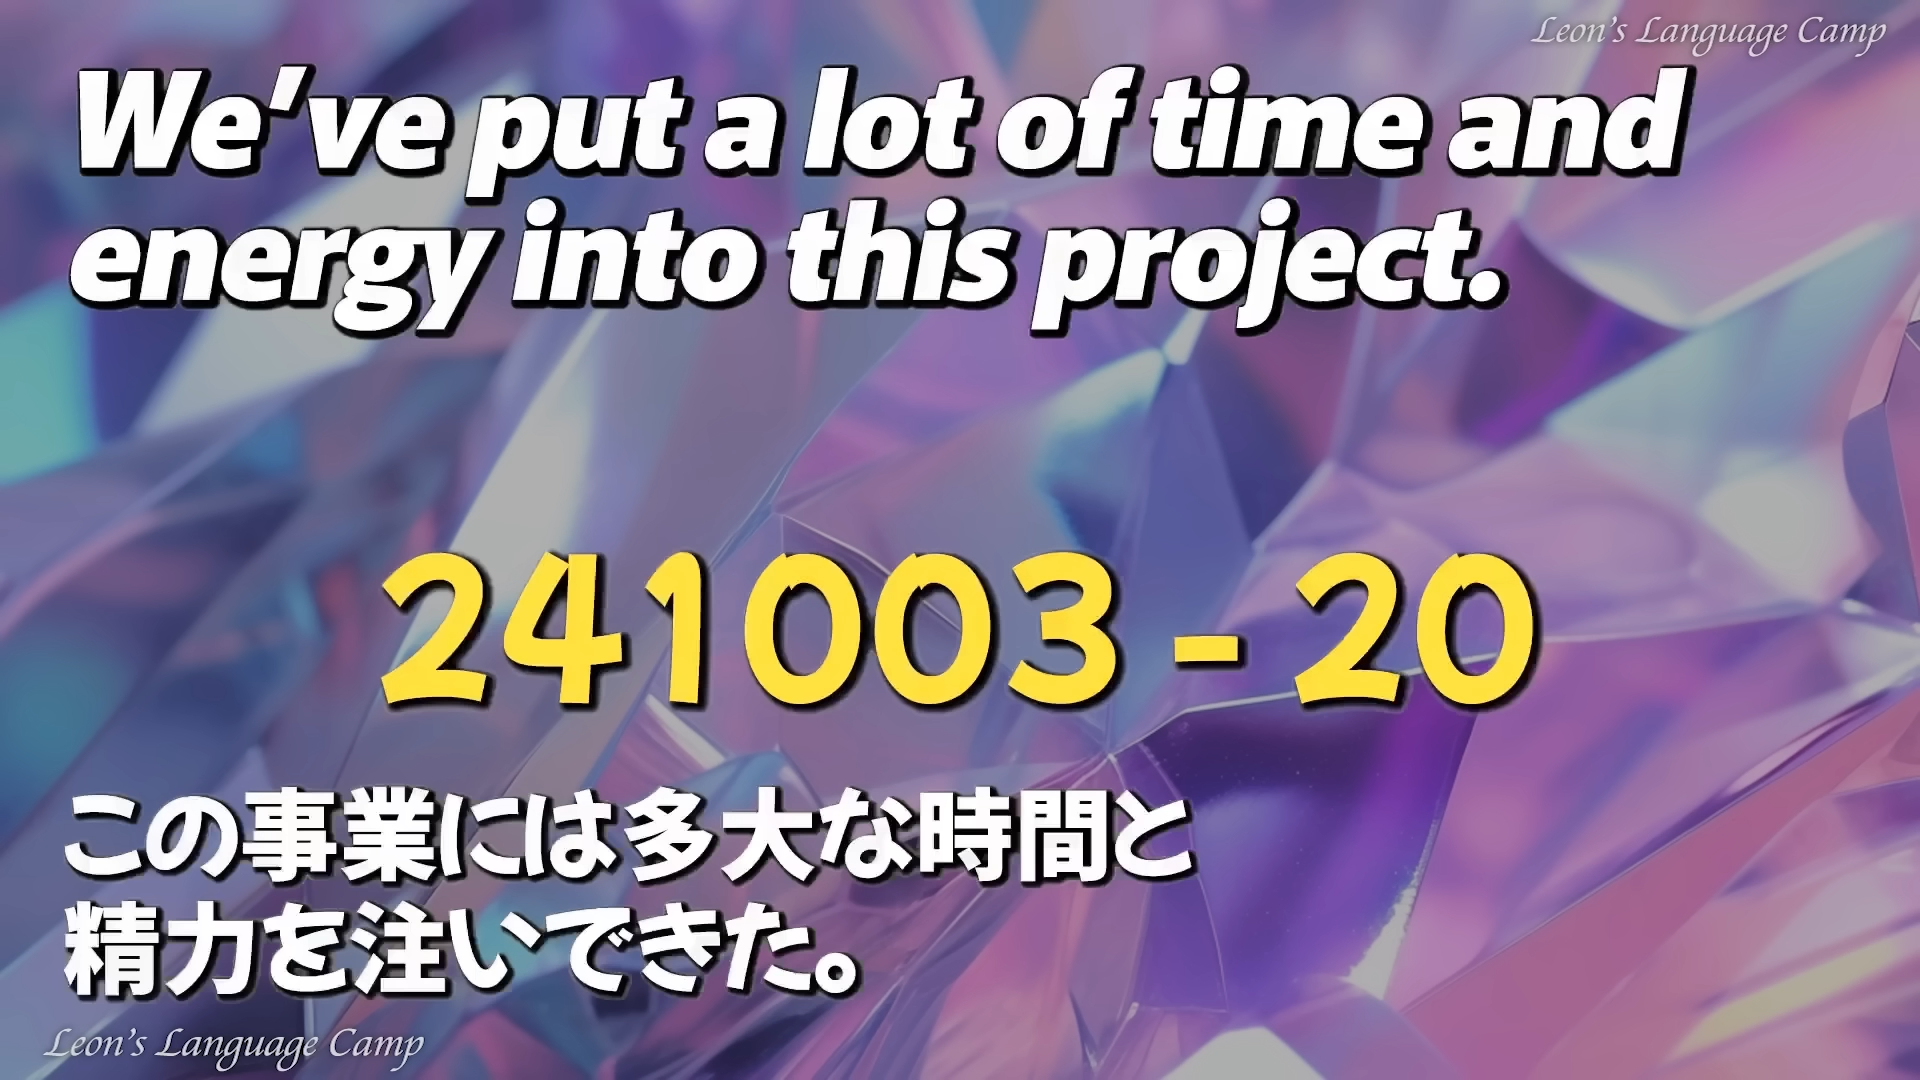 Leon's Language Camp
We've put a lot of time and
energy into this project.
241003-20
この事業には多大な時間と
精力を注いできた。
Leon's Language Camp